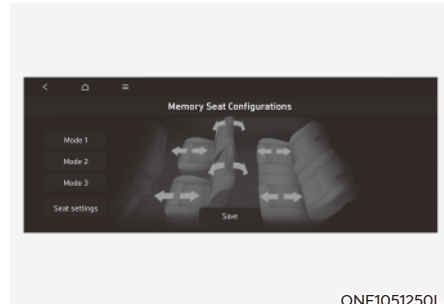 Memory Seat Configurations
Mode 1
Mode 2
Mode 3
Seat settings
Save
ONE1051250L